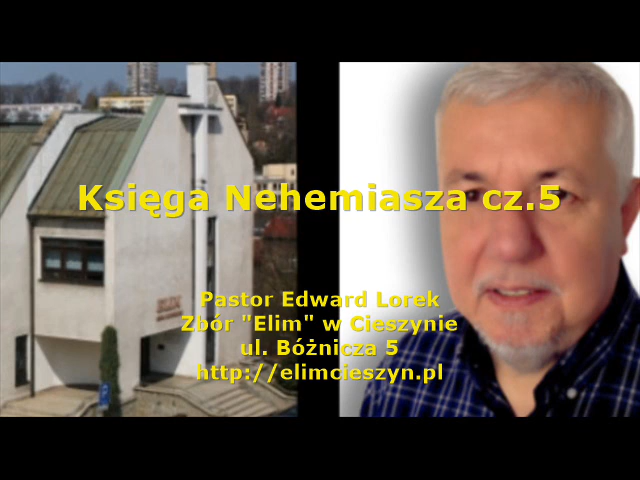 Księga Nehemiasza cz.5
Pastor Edward Lorek
Zbór "Elim" w Cieszynie
ul. Bóżnicza 5
http://elimcieszyn.pl